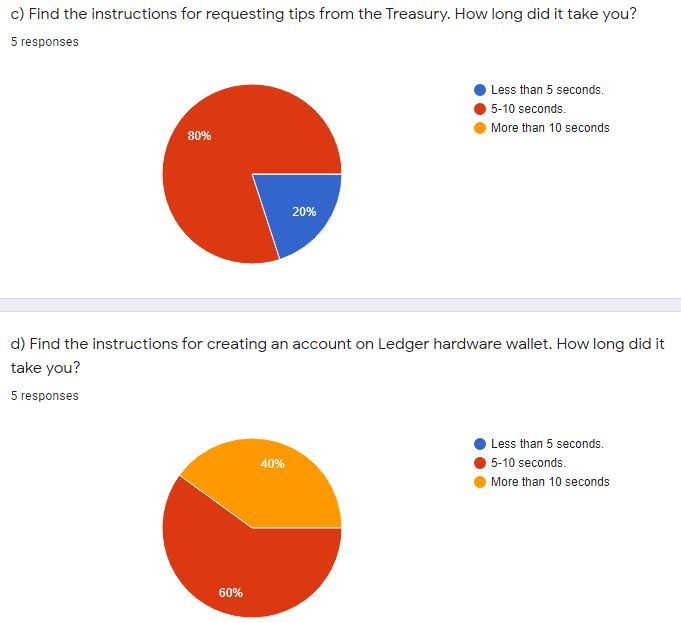 c) Find the instructions for requesting tips from the Treasury. How long did it take you?
5 responses
Less than 5 seconds.
5-10 seconds.
More than 10 seconds
80%
20%
d) Find the instructions for creating an account on Ledger hardware wallet. How long did it
take you?
5 responses
Less than 5 seconds.
5-10 seconds.
More than 10 seconds
40%
60%